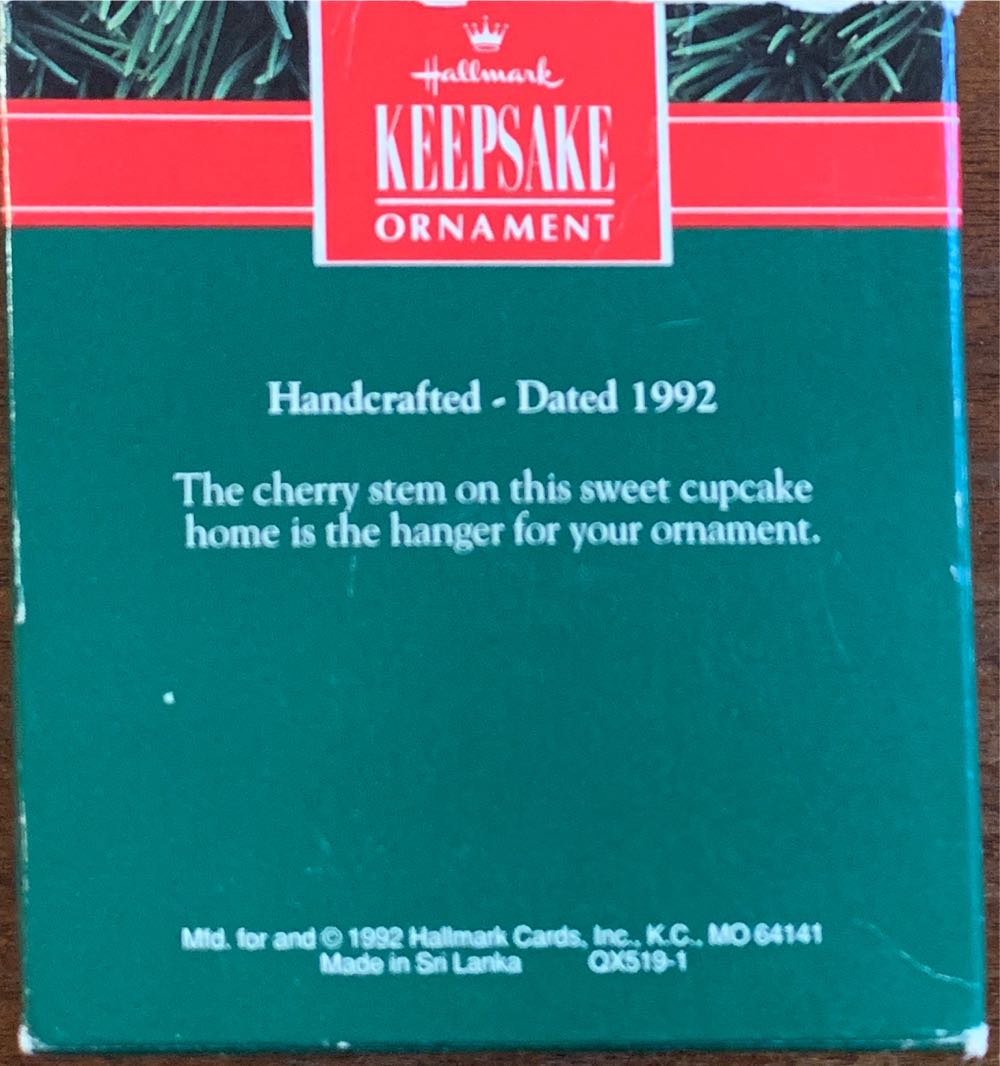 Hallmark
KEEPSAKE
ORNAMENT
Handcrafted - Dated 1992
The cherry stem on this sweet cupcake
home is the hanger for your ornament.
Mfd. for and © 1992 Hallmark Cards, Inc., K.C., MO 64141
Made in Sri Lanka QX519-1